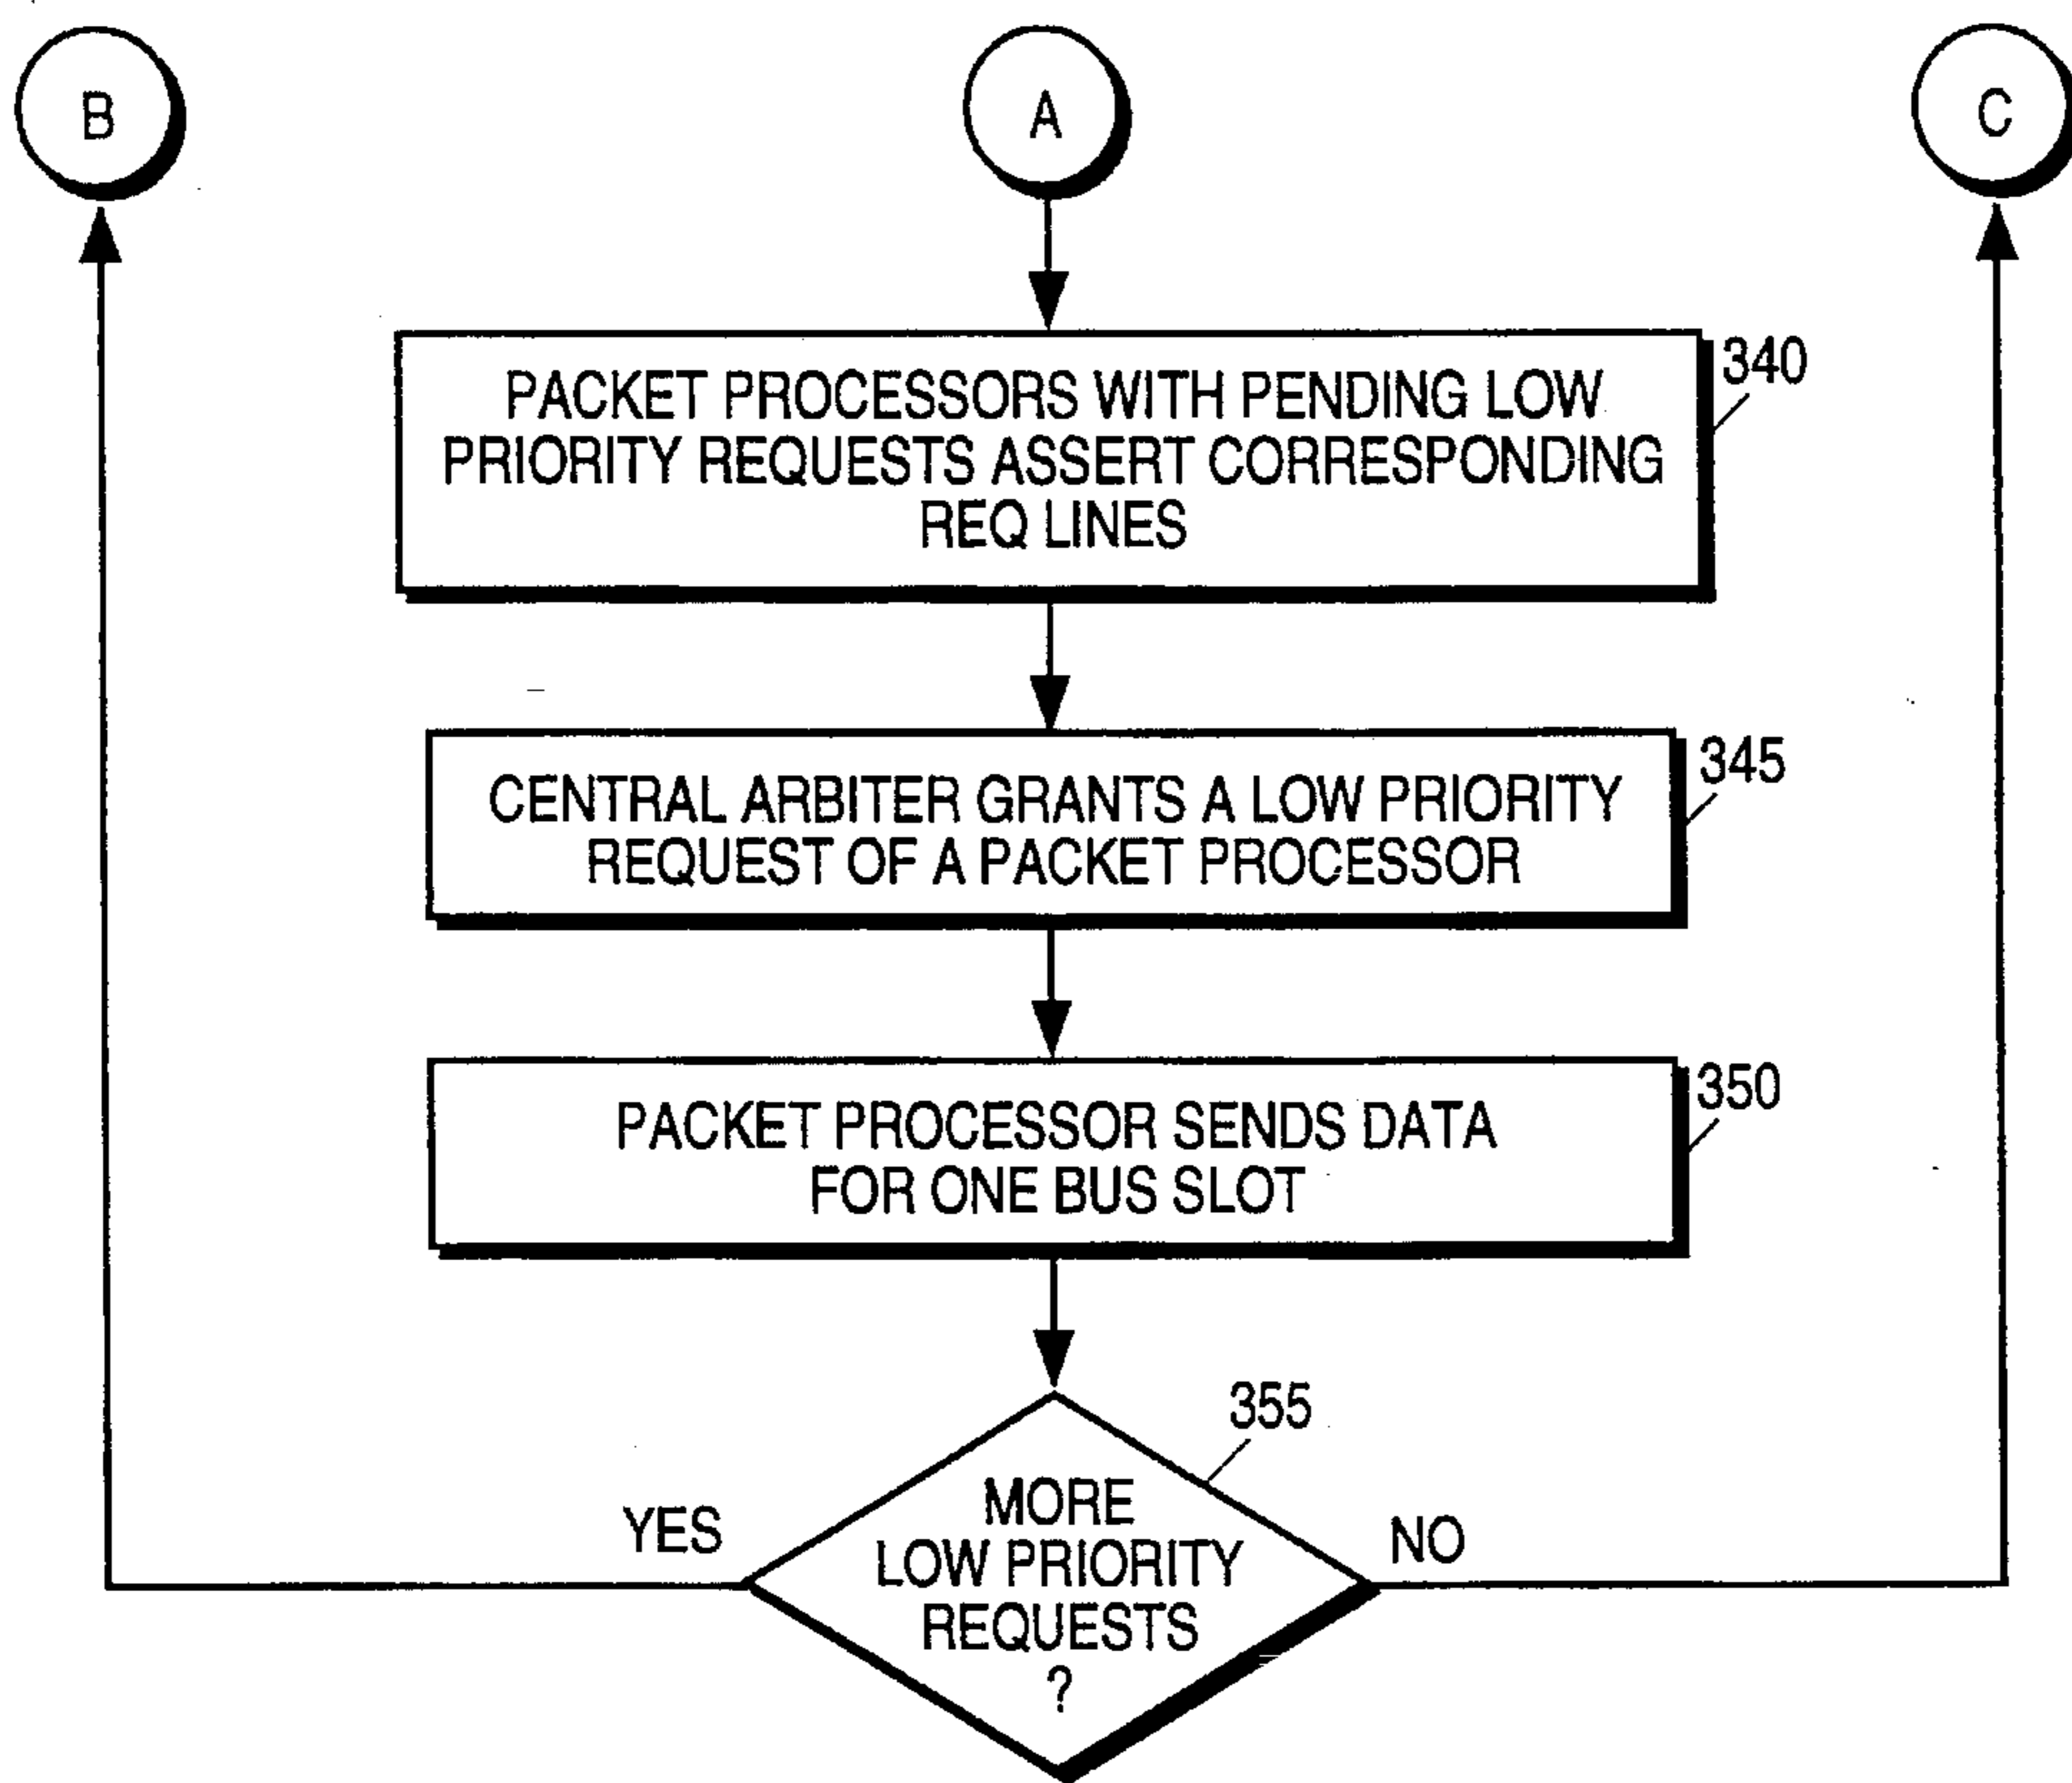 B
A
C
PACKET PROCESSORS WITH PENDING LOW
PRIORITY REQUESTS ASSERT CORRESPONDING
REQ LINES
340
CENTRAL ARBITER GRANTS A LOW PRIORITY
REQUEST OF A PACKET PROCESSOR
345
PACKET PROCESSOR SENDS DATA
FOR ONE BUS SLOT
350
355
MORE
LOW PRIORITY
REQUESTS
?
YES
NO